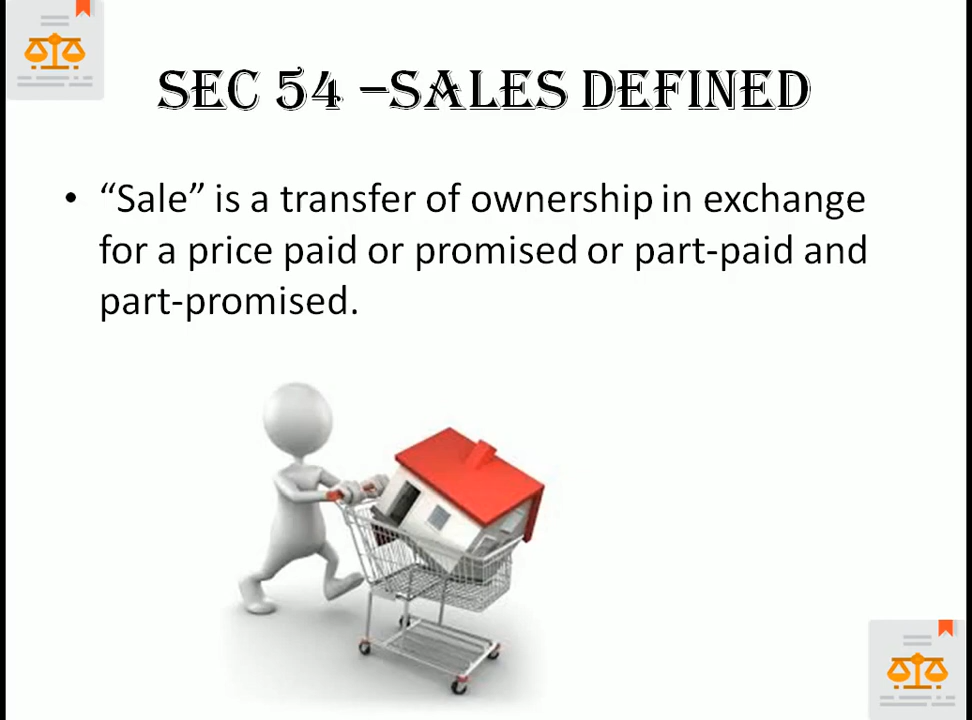 SEC 54 –SALES DEFINED
• “Sale” is a transfer of ownership in exchange
for a price paid or promised or part-paid and
part-promised.